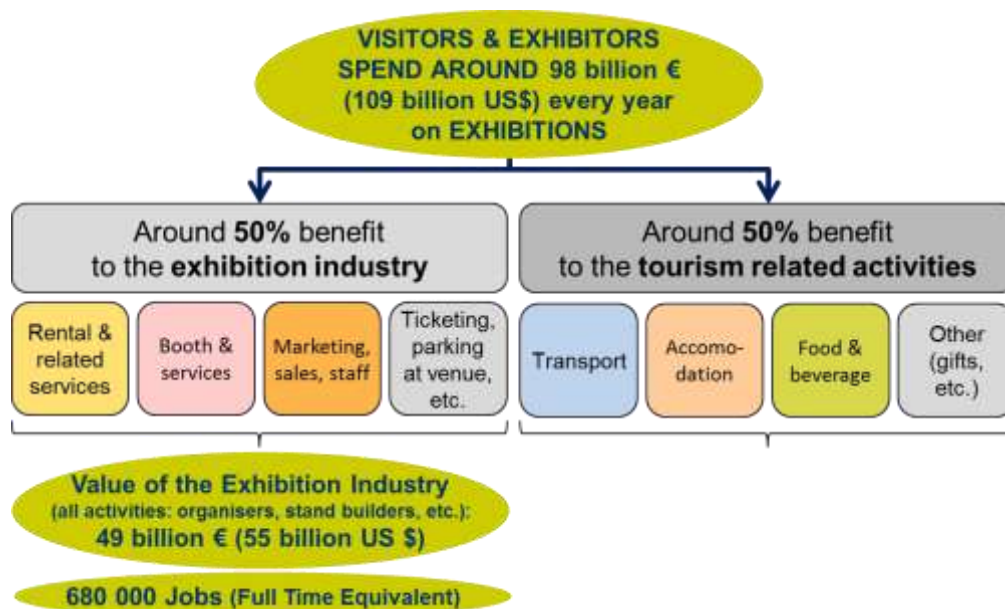 VISITORS & EXHIBITORS
SPEND AROUND 98 billion €
(109 billion US$) every year
on EXHIBITIONS
Around 50% benefit
to the exhibition industry
Around 50% benefit
to the tourism related activities
Rental &
related
services
Booth &
services
Marketing,
sales, staff
Ticketing,
parking
at venue,
etc.
Transport
Accomo-
dation
Food &
beverage
Other
(gifts,
etc.)
Value of the Exhibition Industry
(all activities: organisers, stand builders, etc.):
49 billion € (55 billion US $)
680 000 Jobs (Full Time Equivalent)